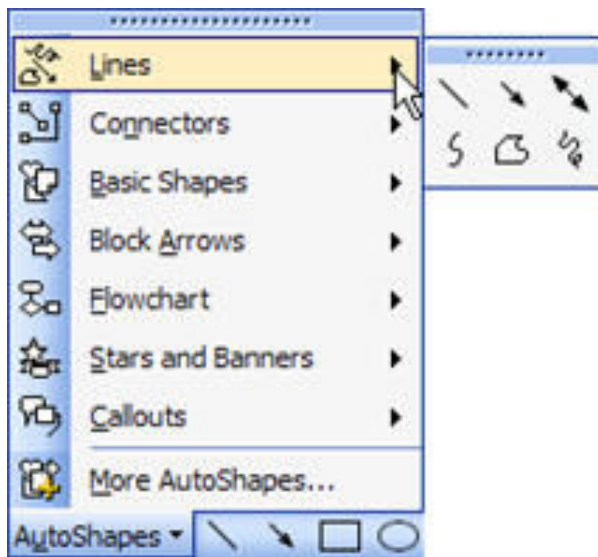 Lines
Connectors
Basic Shapes
Block Arrows
Flowchart
Stars and Banners
Callouts
More AutoShapes...
AutoShapes